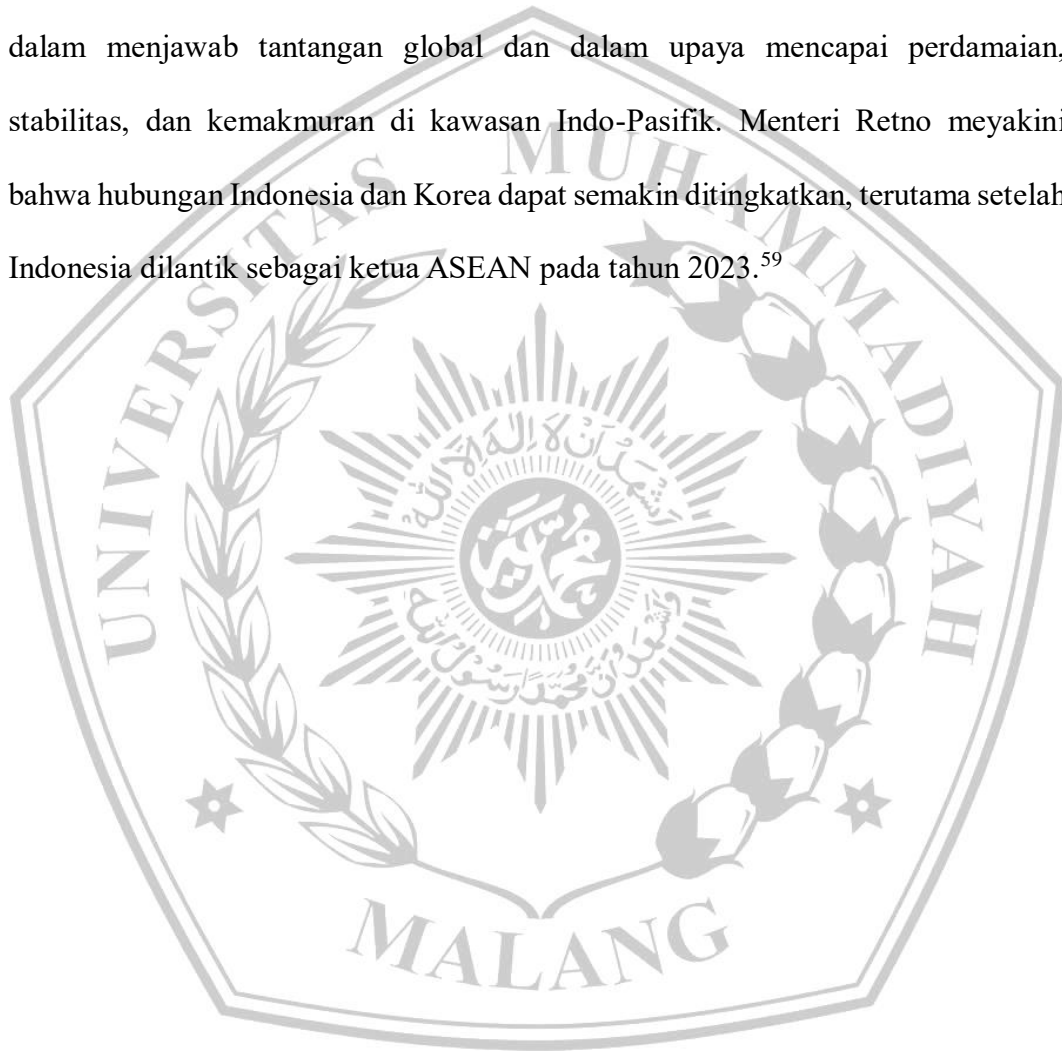 dalam menjawab tantangan global dan dalam upaya mencapai perdamaian,
stabilitas, dan kemakmuran di kawasan Indo-Pasifik. Menteri Retno meyakini
bahwa hubungan Indonesia dan Korea dapat semakin ditingkatkan, terutama setelah
Indonesia dilantik sebagai ketua ASEAN pada tahun 2023.⁵⁹
UNIVERSITAS MUHAMMADIYAH
MALANG